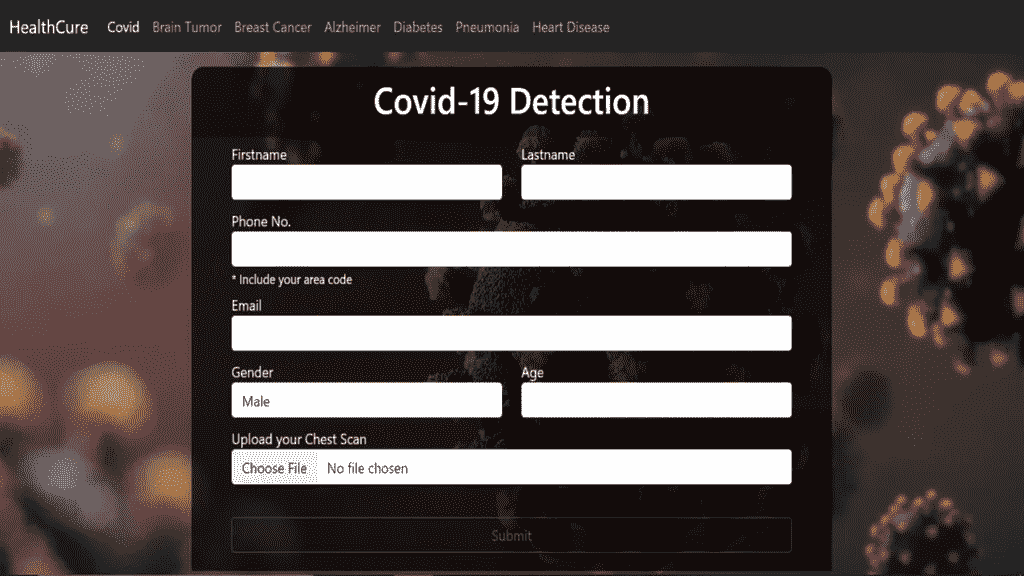 HealthCure Covid Brain Tumor Breast Cancer Alzheimer Diabetes Pneumonia Heart Disease
Covid-19 Detection
Firstname Lastname
Phone No.
* Include your area code
Email
Gender Age
Male
Upload your Chest Scan
Choose File No file chosen
Submit